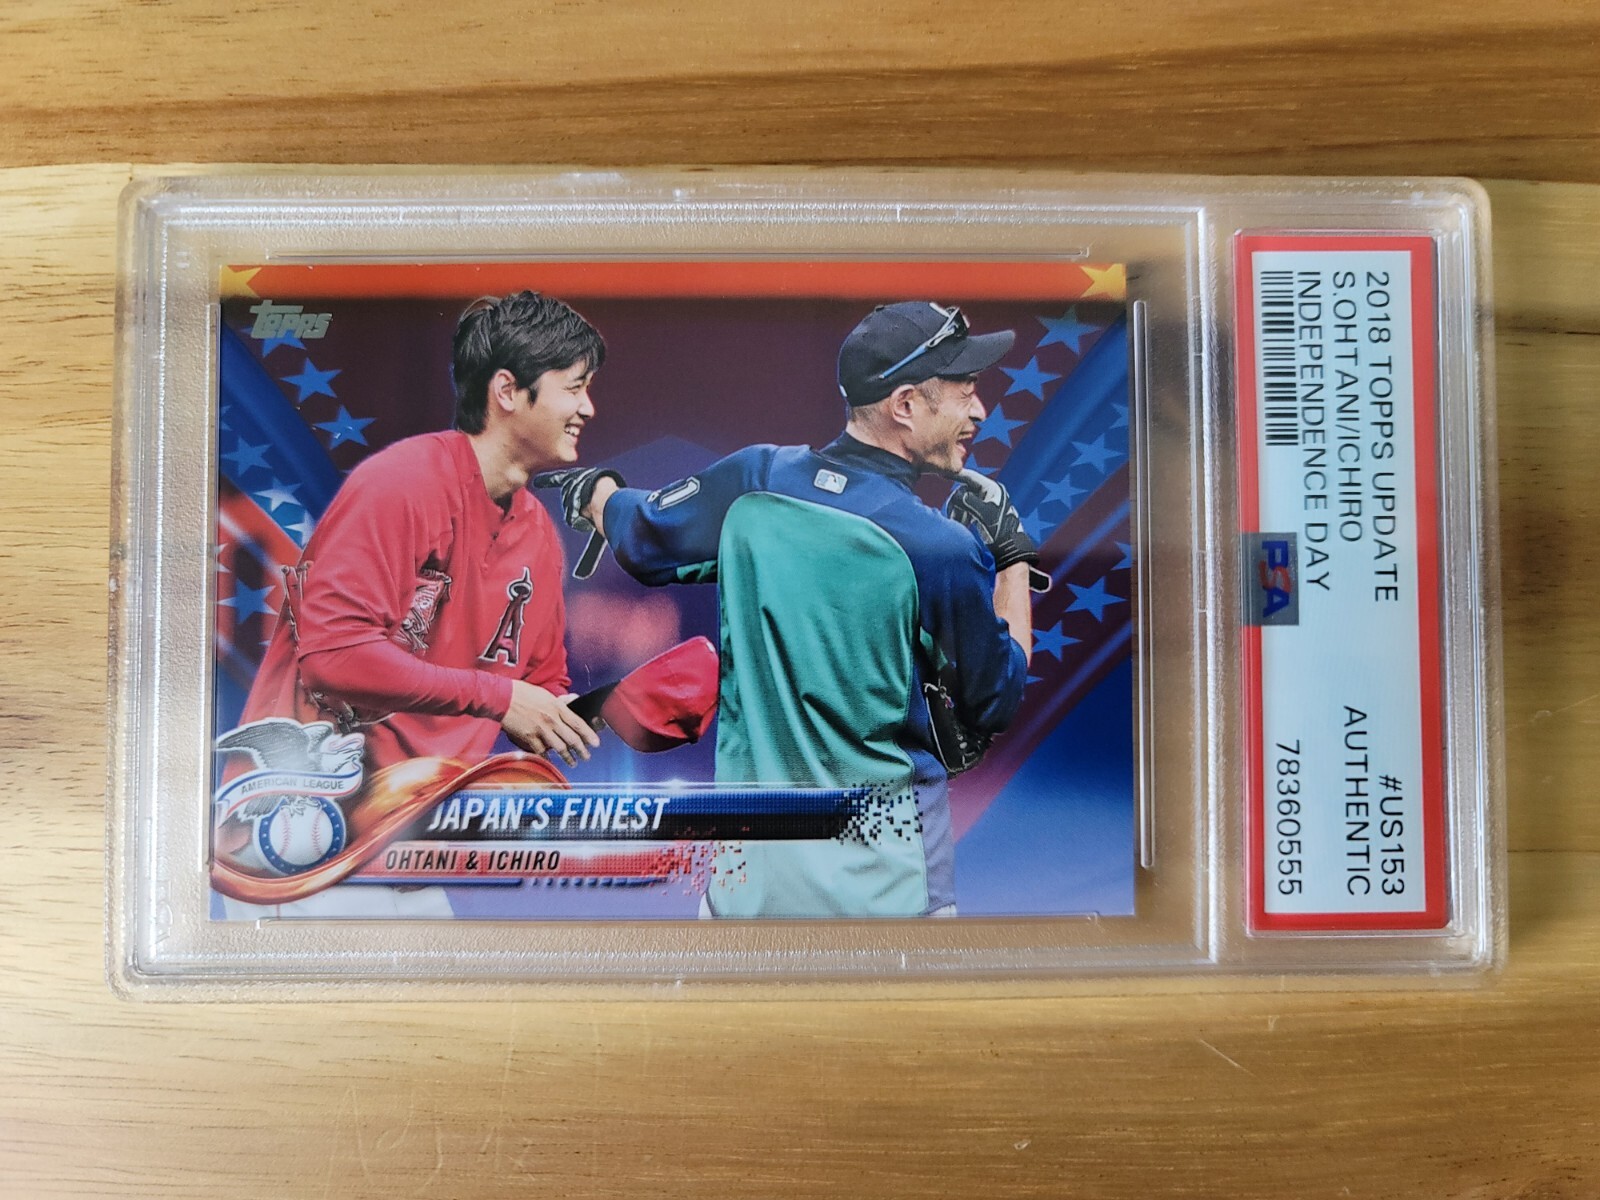 TOPPS
A
AMERICAN LEAGUE
JAPAN'S FINEST
OHTANI & ICHIRO
2018 TOPPS UPDATE #US153
S.OHTANI/ICHIRO AUTHENTIC
INDEPENDENCE DAY 78360555
PSA